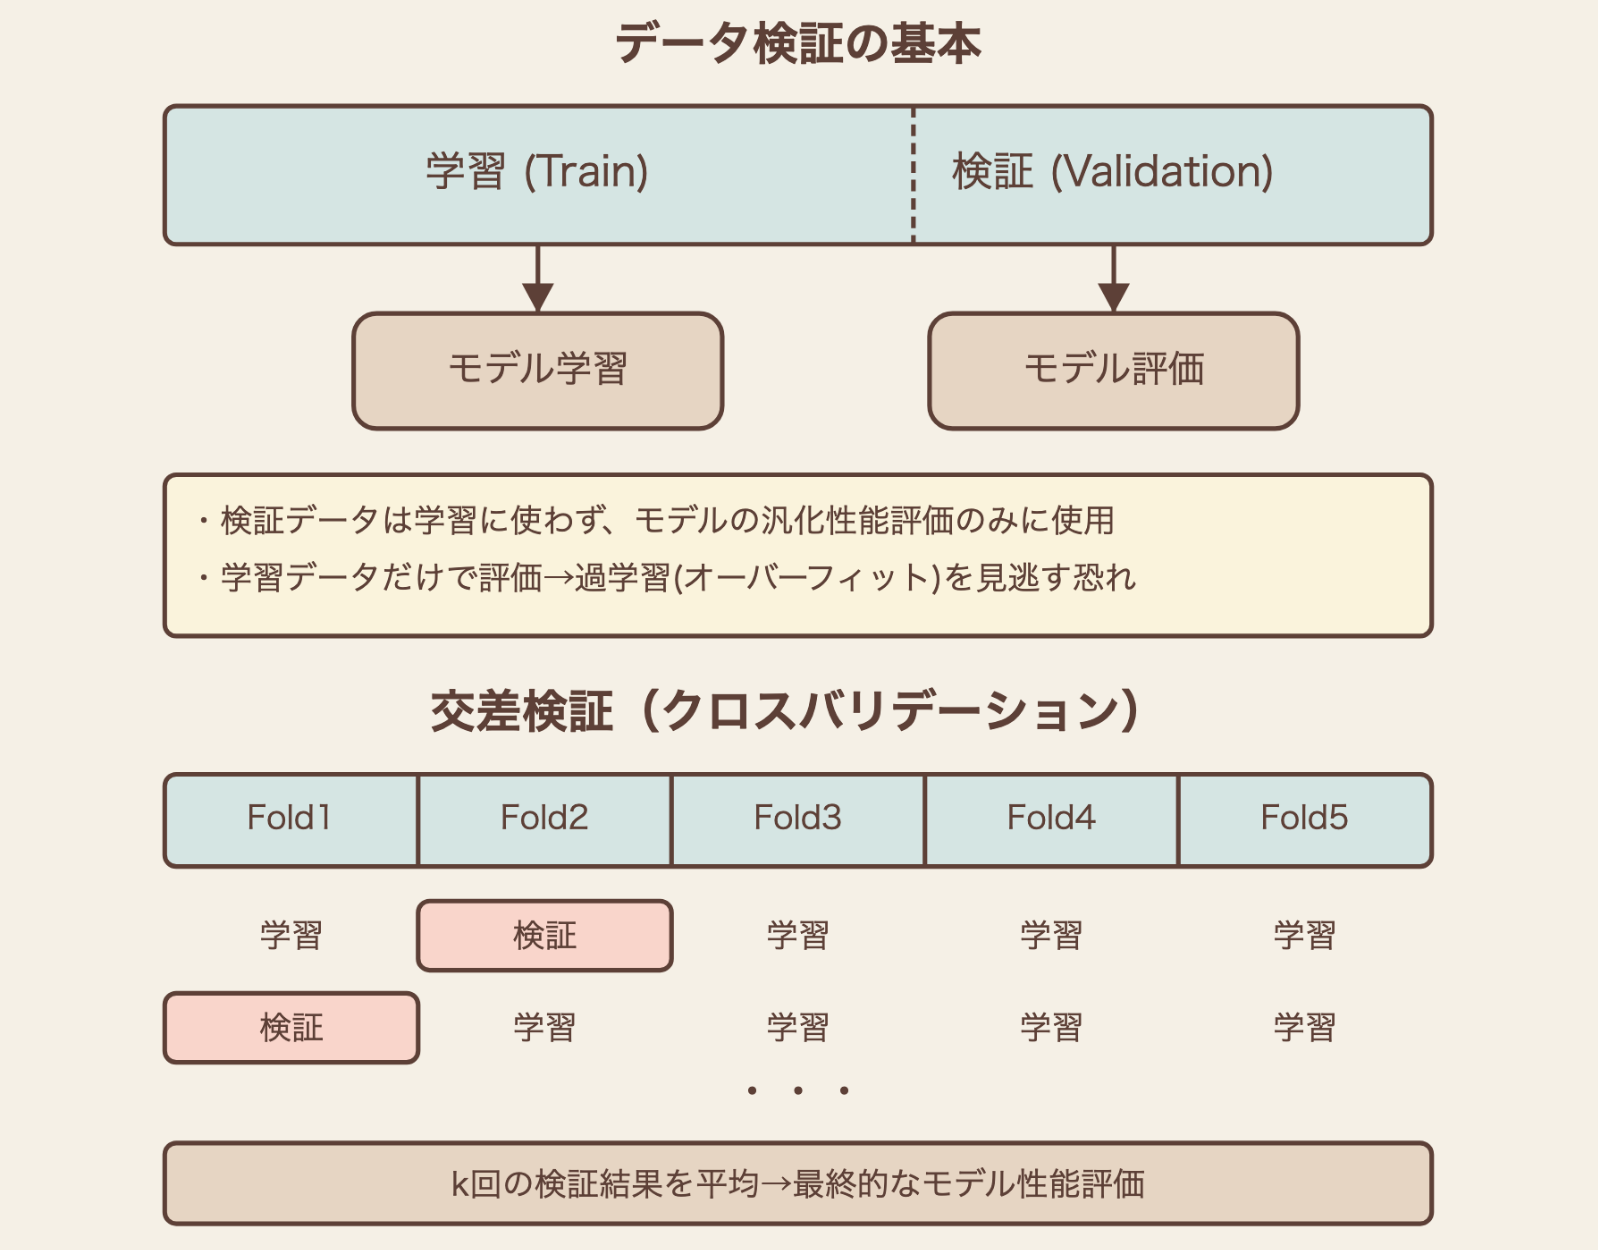 データ検証の基本
学習 (Train)
検証 (Validation)
モデル学習
モデル評価
・検証データは学習に使わず、モデルの汎化性能評価のみに使用
・学習データだけで評価→過学習(オーバーフィット)を見逃す恐れ
交差検証（クロスバリデーション）
Fold1
Fold2
Fold3
Fold4
Fold5
学習
検証
学習
学習
学習
検証
学習
学習
学習
学習
・・・
k回の検証結果を平均→最終的なモデル性能評価